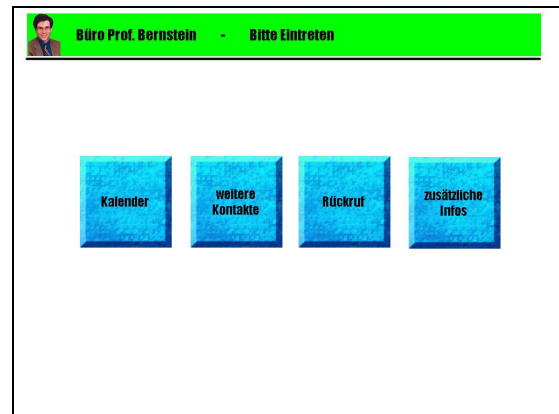 Büro Prof. Bernstein - Bitte Eintreten
Kalender
weitere
Kontakte
Rückruf
zusätzliche
Infos